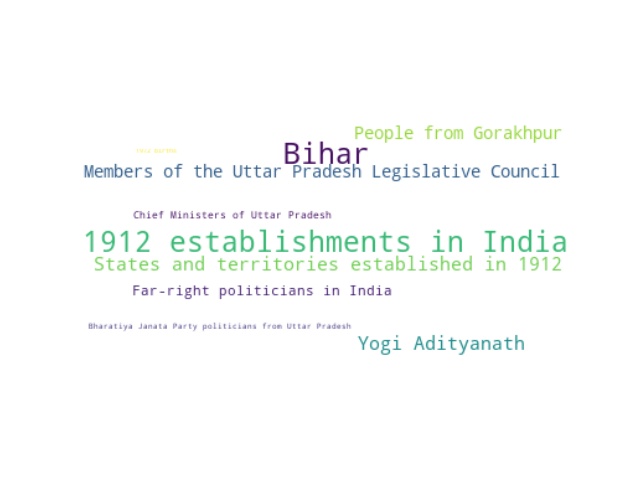 People from Gorakhpur
Bihar
Members of the Uttar Pradesh Legislative Council
Chief Ministers of Uttar Pradesh
1912 establishments in India
States and territories established in 1912
Far-right politicians in India
Bharatiya Janata Party politicians from Uttar Pradesh
Yogi Adityanath